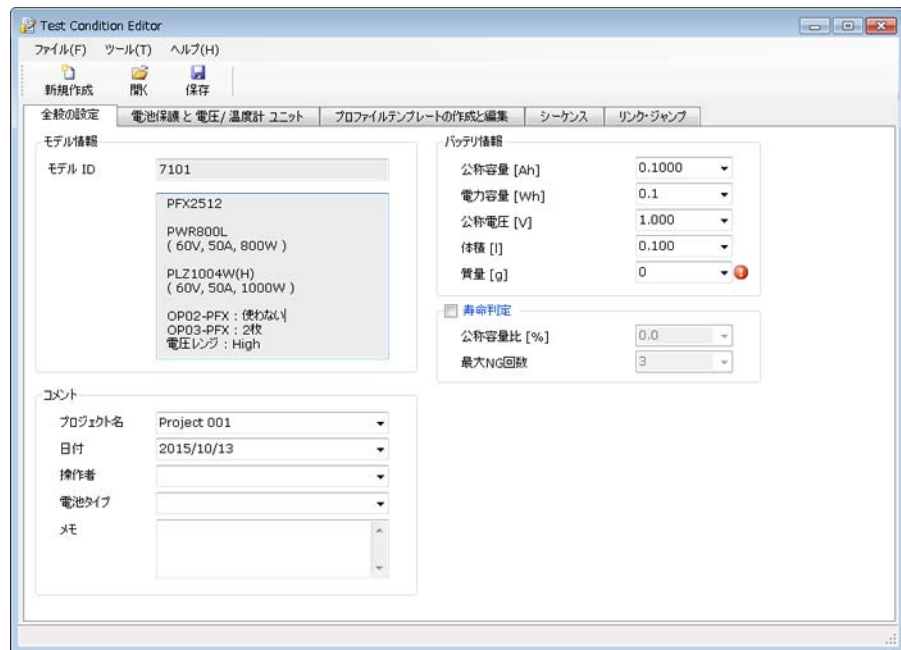 Test Condition Editor
ファイル(F) ツール(T) ヘルプ(H)
新規作成 開く 保存
全般の設定 電池保護 と 電圧/ 温度計 ユニット プロファイルテンプレートの作成と編集 シーケンス リンク・ジャンプ
モデル情報
モデル ID 7101
PFX2512
PWR800L
( 60V, 50A, 800W )
PLZ1004W(H)
( 60V, 50A, 1000W )
OP02-PFX : 使わない
OP03-PFX : 2枚
電圧レンジ : High
バッテリ情報
公称容量 [Ah] 0.1000
電力容量 [Wh] 0.1
公称電圧 [V] 1.000
体積 [l] 0.100
質量 [g] 0
寿命判定
公称容量比 [%] 0.0
最大NG回数 3
コメント
プロジェクト名 Project 001
日付 2015/10/13
操作者
電池タイプ
メモ